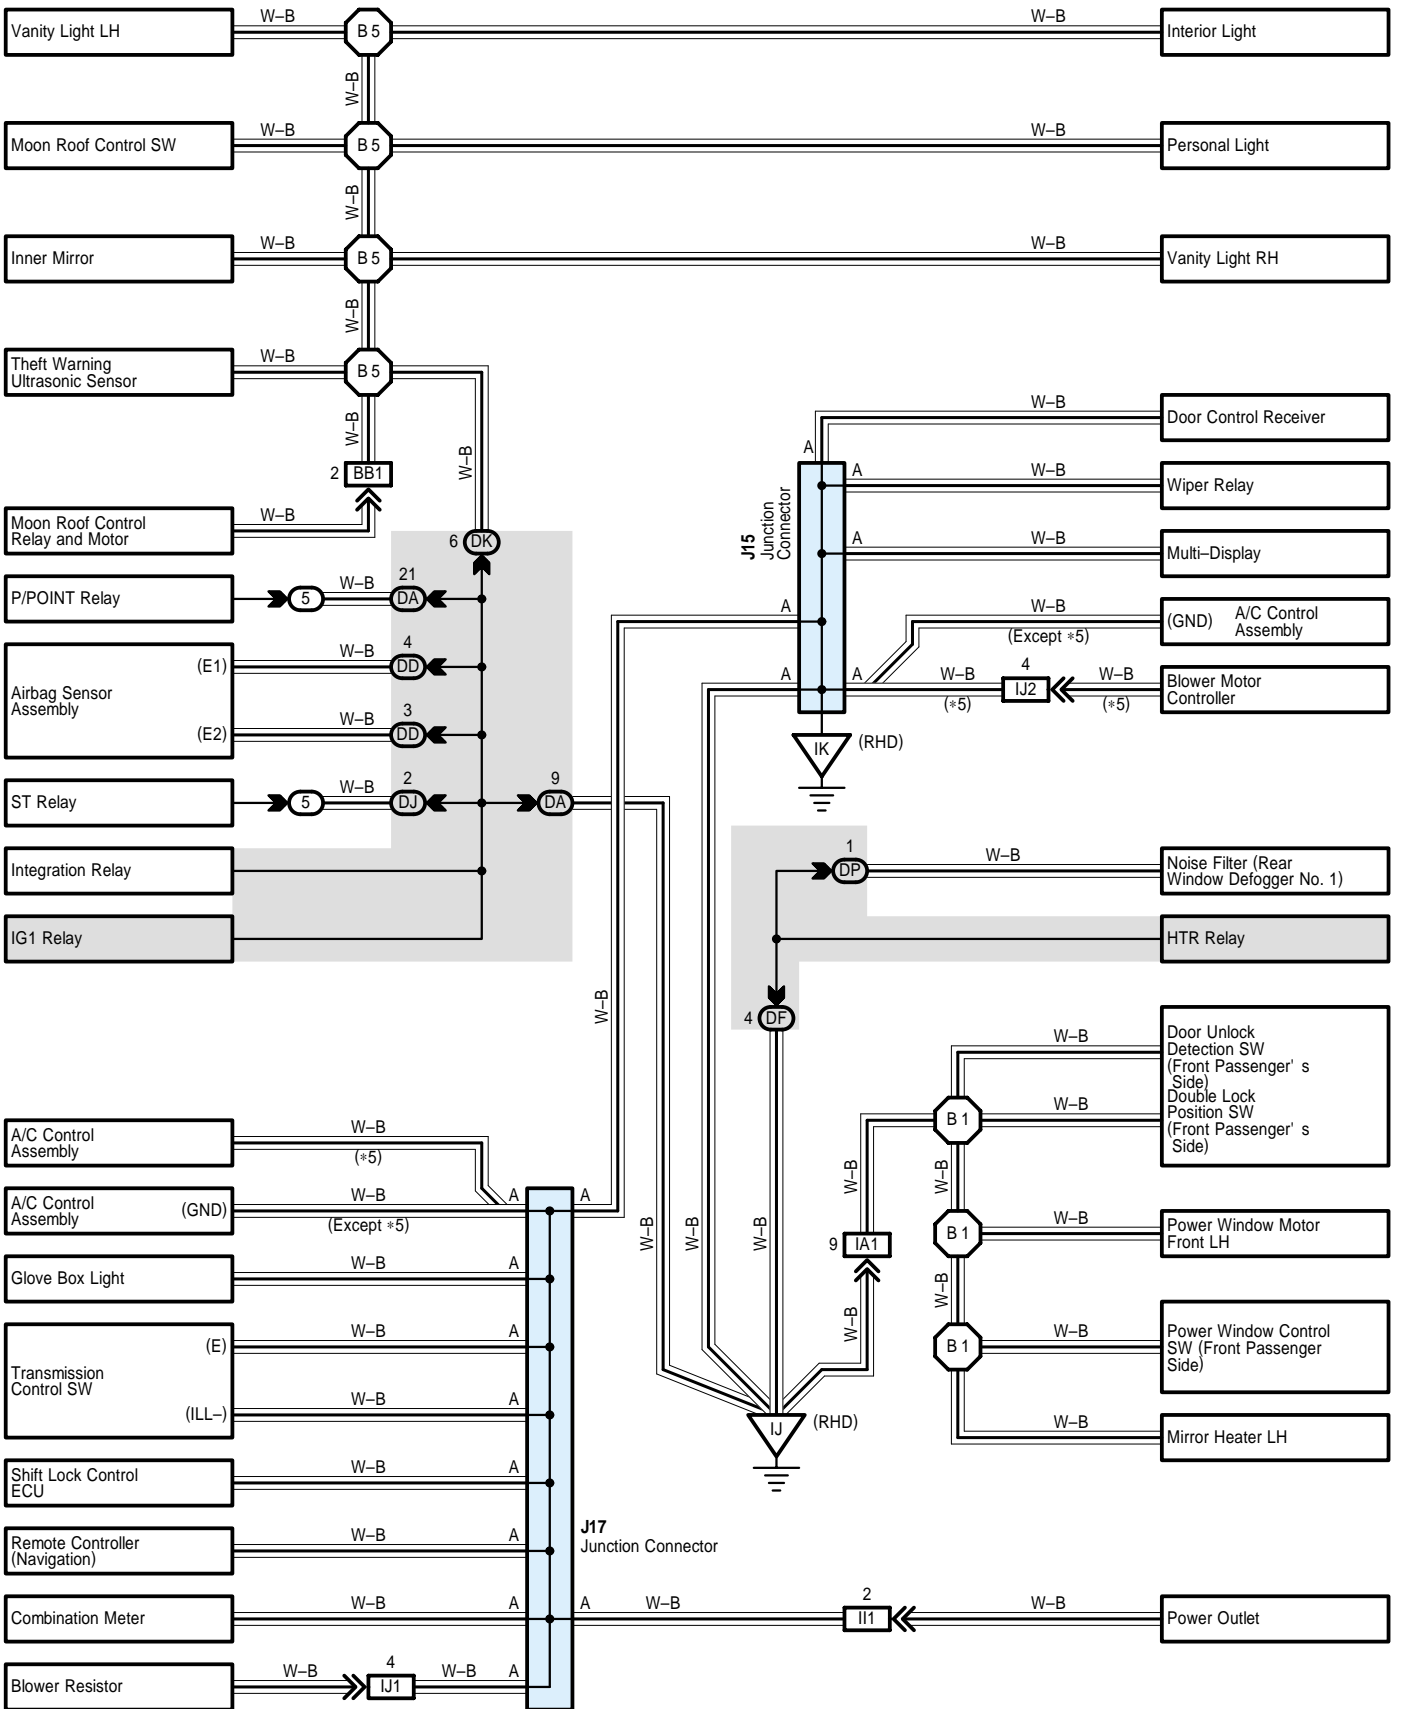 Vanity Light LH
W–B
B 5
W–B
Interior Light
W–B
Moon Roof Control SW
W–B
B 5
W–B
Personal Light
W–B
Inner Mirror
W–B
B 5
W–B
Vanity Light RH
W–B
Theft Warning
Ultrasonic Sensor
W–B
B 5
W–B
2 BB1
W–B
Moon Roof Control
Relay and Motor
W–B
6 DK
P/POINT Relay
5
W–B
21
DA
Airbag Sensor
Assembly
(E1)
W–B
4
DD
(E2)
W–B
3
DD
ST Relay
5
W–B
2
DJ
9
DA
Integration Relay
IG1 Relay
W–B
Door Control Receiver
A
A
W–B
Wiper Relay
J15
Junction
Connector
A
W–B
Multi–Display
A
W–B
(Except *5)
(GND)
A/C Control
Assembly
A
A
W–B
(*5)
4
IJ2
W–B
(*5)
Blower Motor
Controller
IK
(RHD)
1
DP
W–B
Noise Filter (Rear
Window Defogger No. 1)
HTR Relay
4 DF
W–B
W–B
Door Unlock
Detection SW
(Front Passenger' s
Side)
Double Lock
Position SW
(Front Passenger' s
Side)
B 1
W–B
A/C Control
Assembly
W–B
(*5)
A/C Control
Assembly
(GND)
W–B
(Except *5)
A
A
W–B
W–B
W–B
W–B
9 IA1
W–B
W–B
B 1
W–B
Power Window Motor
Front LH
Glove Box Light
W–B
A
W–B
W–B
Transmission
Control SW
(E)
W–B
A
B 1
W–B
Power Window Control
SW (Front Passenger
Side)
(ILL–)
W–B
A
IJ
(RHD)
W–B
Mirror Heater LH
Shift Lock Control
ECU
W–B
A
J17
Junction Connector
Remote Controller
(Navigation)
W–B
A
Combination Meter
W–B
A
A
W–B
2
II1
W–B
Power Outlet
Blower Resistor
W–B
4
IJ1
W–B
A